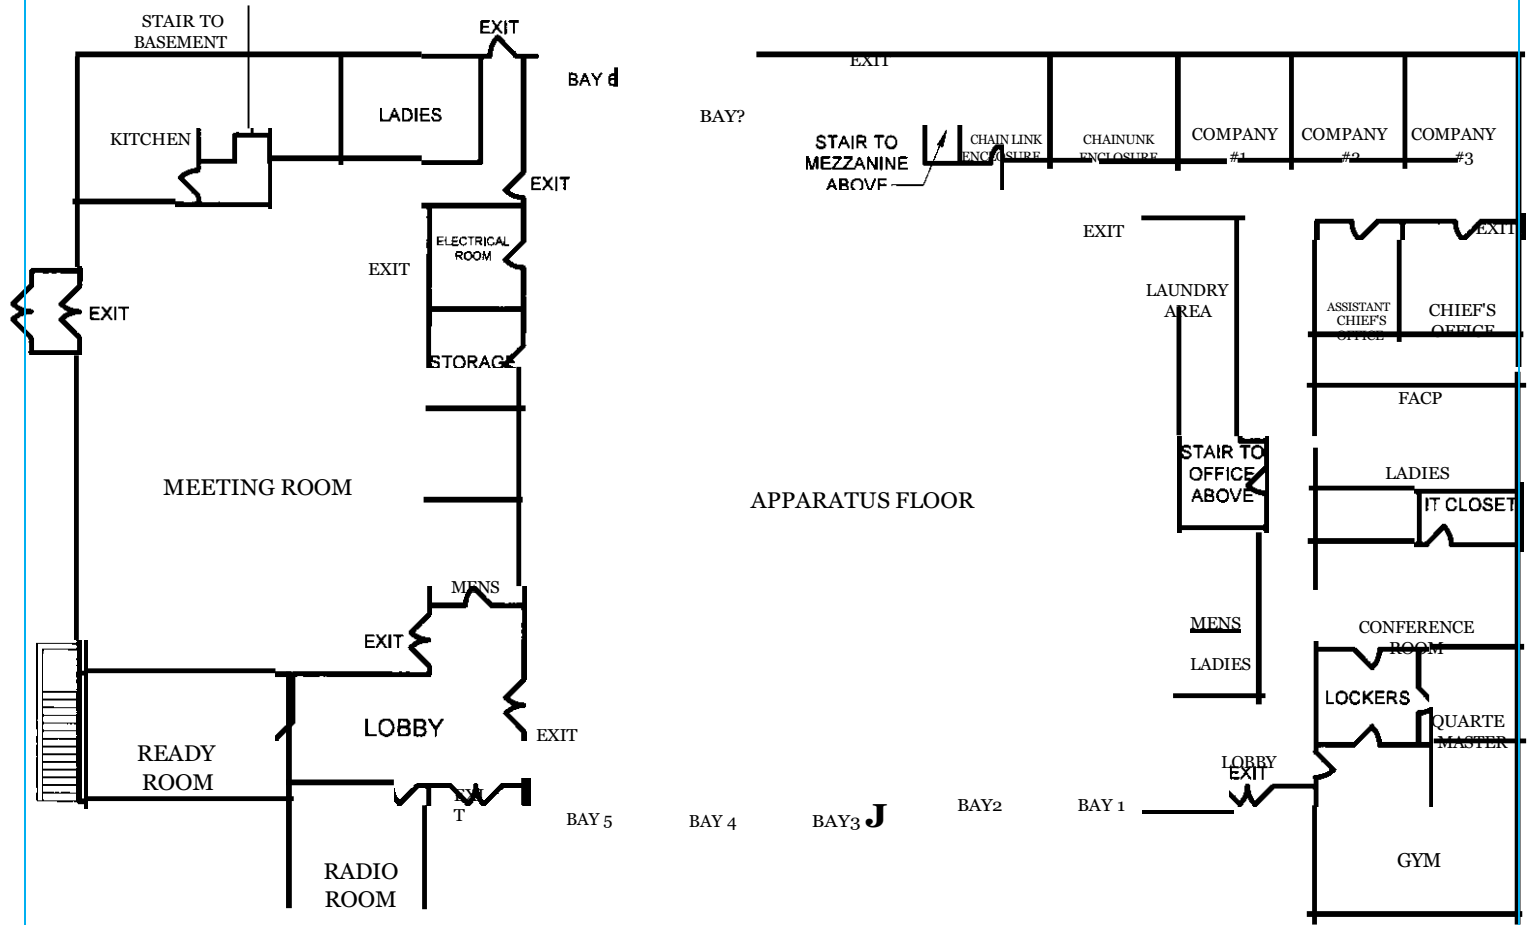 STAIR TO
BASEMENT
EXIT
EXIT
BAY 6
BAY?
LADIES
KITCHEN
STAIR TO
MEZZANINE
ABOVE
CHAIN LINK
ENCLOSURE
CHAINUNK
ENCLOSURE
COMPANY
#1
COMPANY
#2
COMPANY
#3
EXIT
ELECTRICAL
ROOM
EXIT
EXIT
EXIT
EXIT
LAUNDRY
AREA
ASSISTANT
CHIEF'S
OFFICE
CHIEF'S
OFFICE
STORAGE
FACP
MEETING ROOM
APPARATUS FLOOR
STAIR TO
OFFICE
ABOVE
LADIES
IT CLOSET
MENS
EXIT
MENS
LADIES
CONFERENCE
ROOM
LOCKERS
QUARTE
MASTER
LOBBY
EXIT
READY
ROOM
LOBBY
EXIT
EXI
T
BAY 5
BAY 4
BAY3 J
BAY2
BAY 1
RADIO
ROOM
GYM